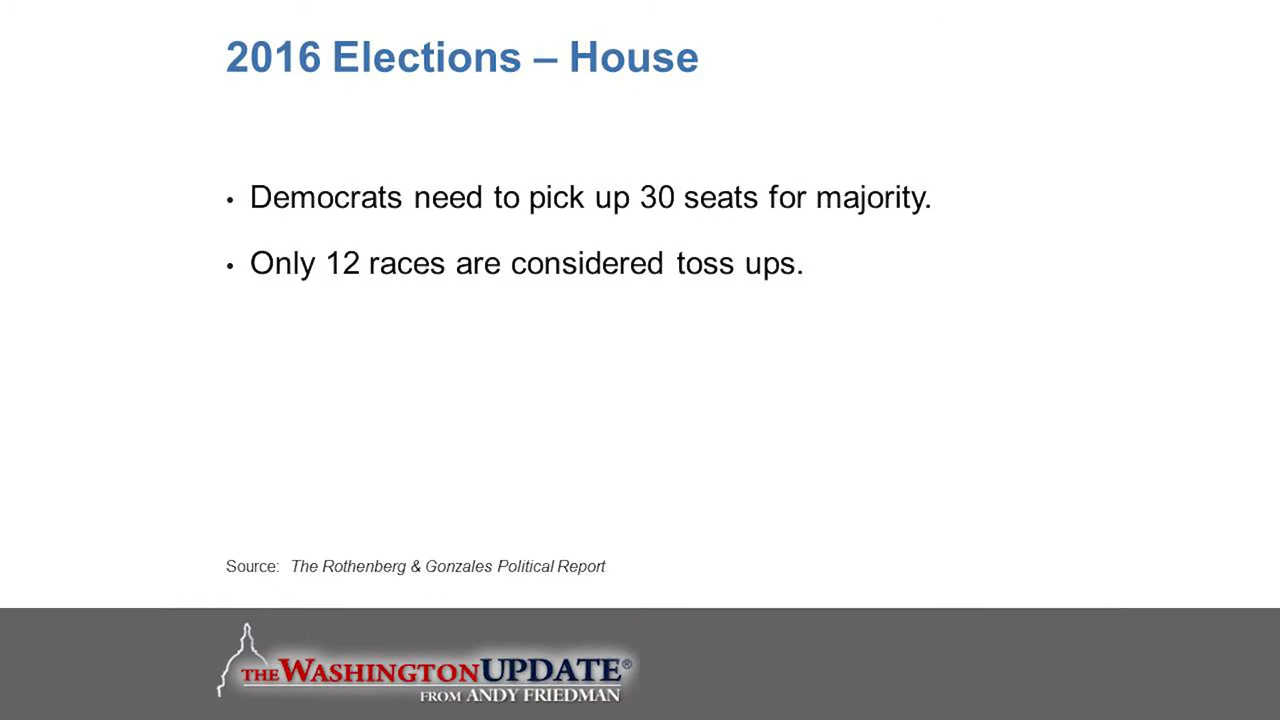 2016 Elections – House
• Democrats need to pick up 30 seats for majority.
• Only 12 races are considered toss ups.
Source: The Rothenberg & Gonzales Political Report
THE WASHINGTON UPDATE®
FROM ANDY FRIEDMAN